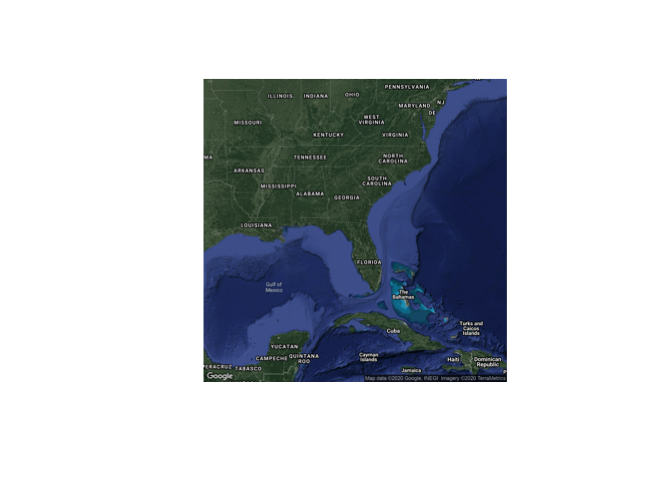 PENNSYLVANIA
ILLINOIS
INDIANA
OHIO
MARYLAND
NJ
DE
MISSOURI
WEST
VIRGINIA
KENTUCKY
VIRGINIA
MA
TENNESSEE
NORTH
CAROLINA
ARKANSAS
MISSISSIPPI
SOUTH
CAROLINA
ALABAMA
GEORGIA
LOUISIANA
FLORIDA
Gulf of
Mexico
The
Bahamas
Cuba
Turks and
Caicos
Islands
YUCATAN
CAMPECHE
QUINTANA
ROO
Cayman
Islands
Haiti
Dominican
Republic
ERACRUZ
TABASCO
Jamaica
P
Google
Map data ©2020 Google, INEGI Imagery ©2020 TerraMetrics